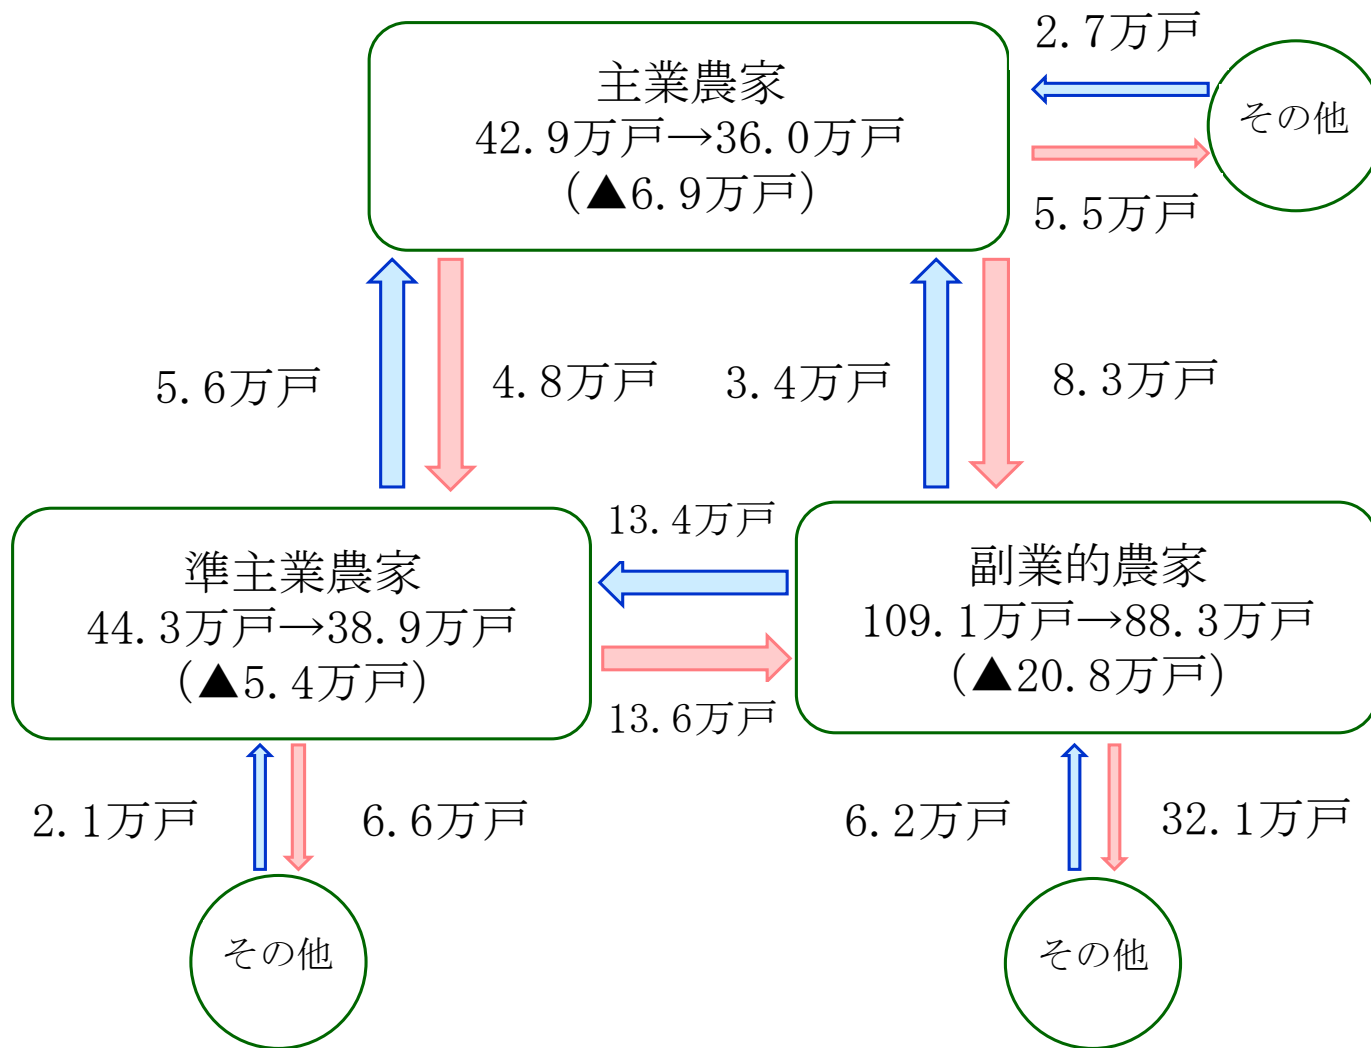 2.7万戸
主業農家
42.9万戸→36.0万戸
(▲6.9万戸)
その他
5.5万戸
5.6万戸
4.8万戸
3.4万戸
8.3万戸
13.4万戸
準主業農家
44.3万戸→38.9万戸
(▲5.4万戸)
副業的農家
109.1万戸→88.3万戸
(▲20.8万戸)
13.6万戸
2.1万戸
6.6万戸
6.2万戸
32.1万戸
その他
その他